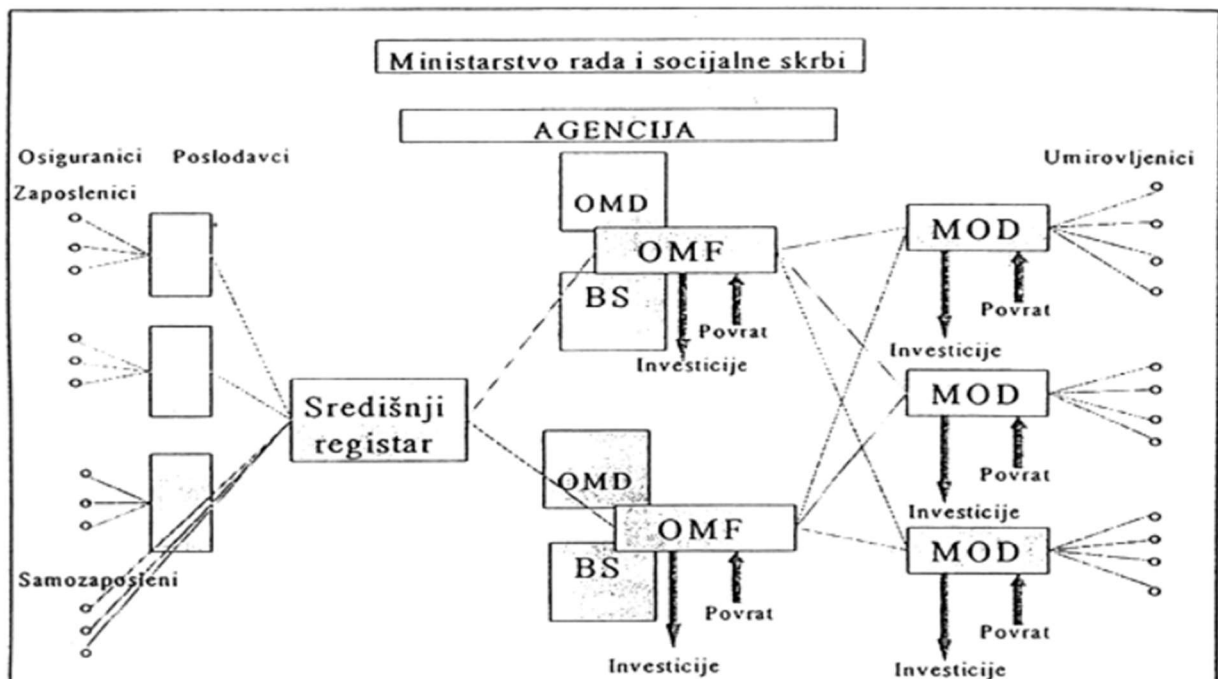 Ministarstvo rada i socijalne skrbi
AGENCIJA
Osiguranici Poslodavci
Umirovljenici
Zaposlenici
OMD
OMF
BS
Povrat
Investicije
MOD
Povrat
Investicije
Središnji
registar
MOD
Povrat
Investicije
OMD
OMF
BS
Povrat
Investicije
MOD
Povrat
Investicije
Samozaposleni